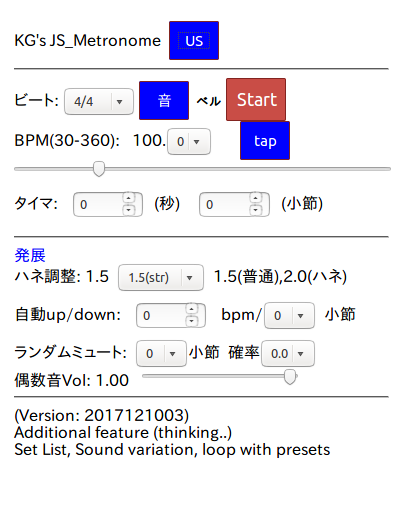 KG's JS_Metronome US
ビート: 4/4 音 ベル Start
BPM(30-360): 100. 0 tap
タイマ: 0 (秒) 0 (小節)
発展
ハネ調整: 1.5 1.5(str) 1.5(普通),2.0(ハネ)
自動up/down: 0 bpm/ 0 小節
ランダムミュート: 0 小節 確率 0.0
偶数音Vol: 1.00
(Version: 2017121003)
Additional feature (thinking..)
Set List, Sound variation, loop with presets